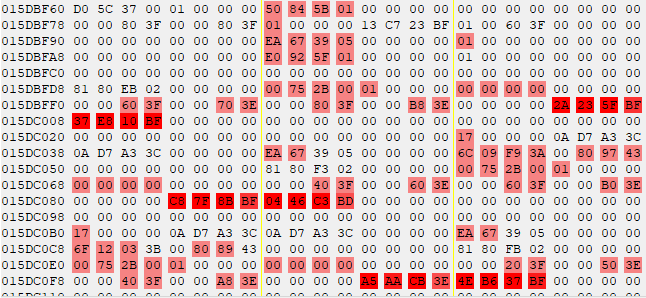 015DBF60 D0 5C 37 00 01 00 00 00 50 84 5B 01 00 00 00 00 00 00 00 00 00 00 00 00
015DBF78 00 00 80 3F 00 00 80 3F 01 00 00 00 13 C7 23 BF 01 00 60 3F 00 00 00 00
015DBF90 00 00 00 00 00 00 00 00 EA 67 39 05 00 00 00 00 01 00 00 00 00 00 00 00
015DBFA8 00 00 00 00 00 00 00 00 E0 92 5F 01 00 00 00 00 01 00 00 00 00 00 00 00
015DBFC0 00 00 00 00 00 00 00 00 00 00 00 00 00 00 00 00 00 00 00 00 00 00 00 00
015DBFD8 81 80 EB 02 00 00 00 00 00 75 2B 00 01 00 00 00 00 00 00 00 00 00 00 00
015DBFF0 00 00 60 3F 00 00 70 3E 00 00 80 3F 00 00 B8 3E 00 00 00 00 2A 23 5F BF
015DC008 37 E8 10 BF 00 00 00 00 00 00 00 00 00 00 00 00 00 00 00 00 00 00 00 00
015DC020 00 00 00 00 00 00 00 00 00 00 00 00 00 00 00 00 17 00 00 00 0A D7 A3 3C
015DC038 0A D7 A3 3C 00 00 00 00 EA 67 39 05 00 00 00 00 6C 09 F9 3A 00 80 97 43
015DC050 00 00 00 00 00 00 00 00 81 80 F3 02 00 00 00 00 00 75 2B 00 01 00 00 00
015DC068 00 00 00 00 00 00 00 00 00 00 40 3F 00 00 60 3E 00 00 60 3F 00 00 B0 3E
015DC080 00 00 00 00 C8 7F 8B BF 04 46 C3 BD 00 00 00 00 00 00 00 00 00 00 00 00
015DC098 00 00 00 00 00 00 00 00 00 00 00 00 00 00 00 00 00 00 00 00 00 00 00 00
015DC0B0 17 00 00 00 0A D7 A3 3C 0A D7 A3 3C 00 00 00 00 EA 67 39 05 00 00 00 00
015DC0C8 6F 12 03 3B 00 80 89 43 00 00 00 00 00 00 00 00 81 80 FB 02 00 00 00 00
015DC0E0 00 75 2B 00 01 00 00 00 00 00 00 00 00 00 00 00 00 00 20 3F 00 00 50 3E
015DC0F8 00 00 40 3F 00 00 A8 3E 00 00 00 00 A5 AA CB 3E 4E B6 37 BF 00 00 00 00